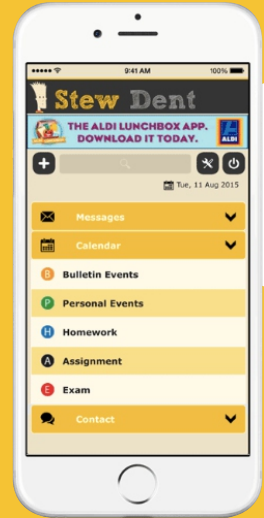 9:41 AM 100%
Stew Dent
THE ALDI LUNCHBOX APP.
DOWNLOAD IT TODAY.
ALDI
Tue, 11 Aug 2015
Messages
Calendar
B Bulletin Events
P Personal Events
H Homework
A Assignment
E Exam
Contact